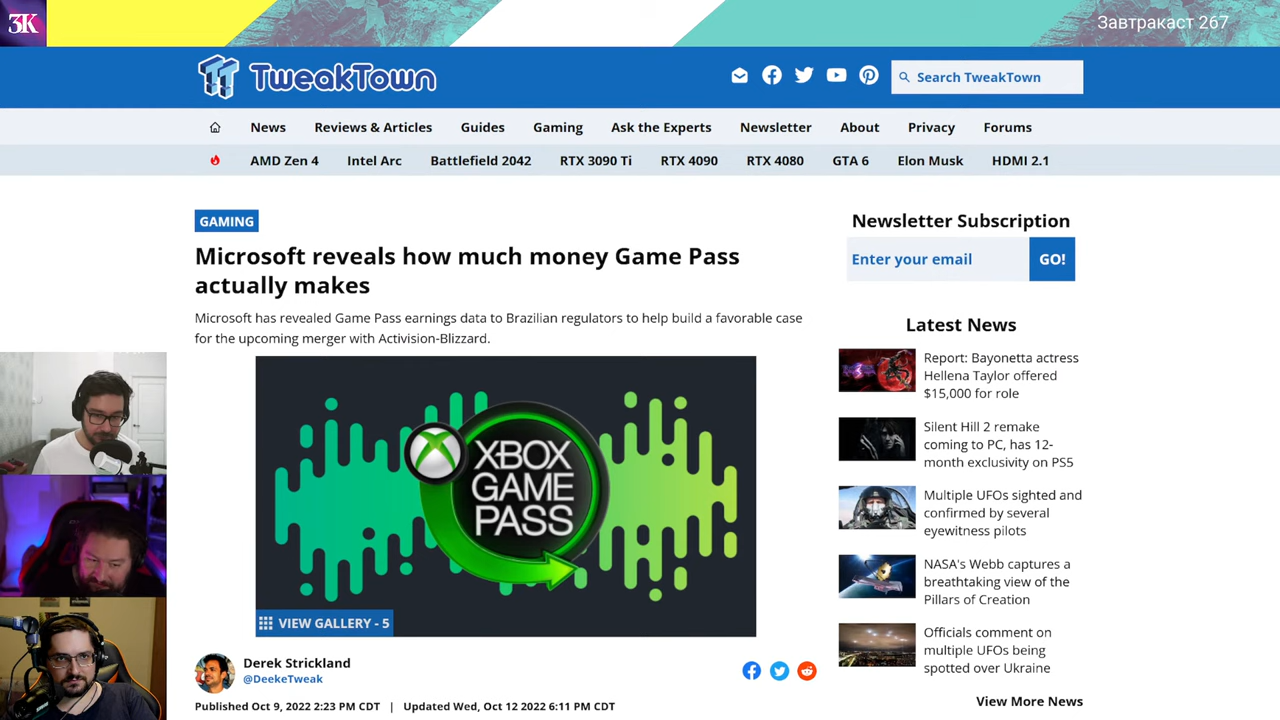 3K
Завтракаст 267
TweakTown
Search TweakTown
News
Reviews & Articles
Guides
Gaming
Ask the Experts
Newsletter
About
Privacy
Forums
AMD Zen 4
Intel Arc
Battlefield 2042
RTX 3090 Ti
RTX 4090
RTX 4080
GTA 6
Elon Musk
HDMI 2.1
GAMING
Microsoft reveals how much money Game Pass
actually makes
Microsoft has revealed Game Pass earnings data to Brazilian regulators to help build a favorable case
for the upcoming merger with Activision-Blizzard.
XBOX
GAME
PASS
VIEW GALLERY - 5
Derek Strickland
@DeekeTweak
Published Oct 9, 2022 2:23 PM CDT | Updated Wed, Oct 12 2022 6:11 PM CDT
Newsletter Subscription
Enter your email
GO!
Latest News
Report: Bayonetta actress
Hellena Taylor offered
$15,000 for role
Silent Hill 2 remake
coming to PC, has 12-
month exclusivity on PS5
Multiple UFOs sighted and
confirmed by several
eyewitness pilots
NASA's Webb captures a
breathtaking view of the
Pillars of Creation
Officials comment on
multiple UFOs being
spotted over Ukraine
View More News